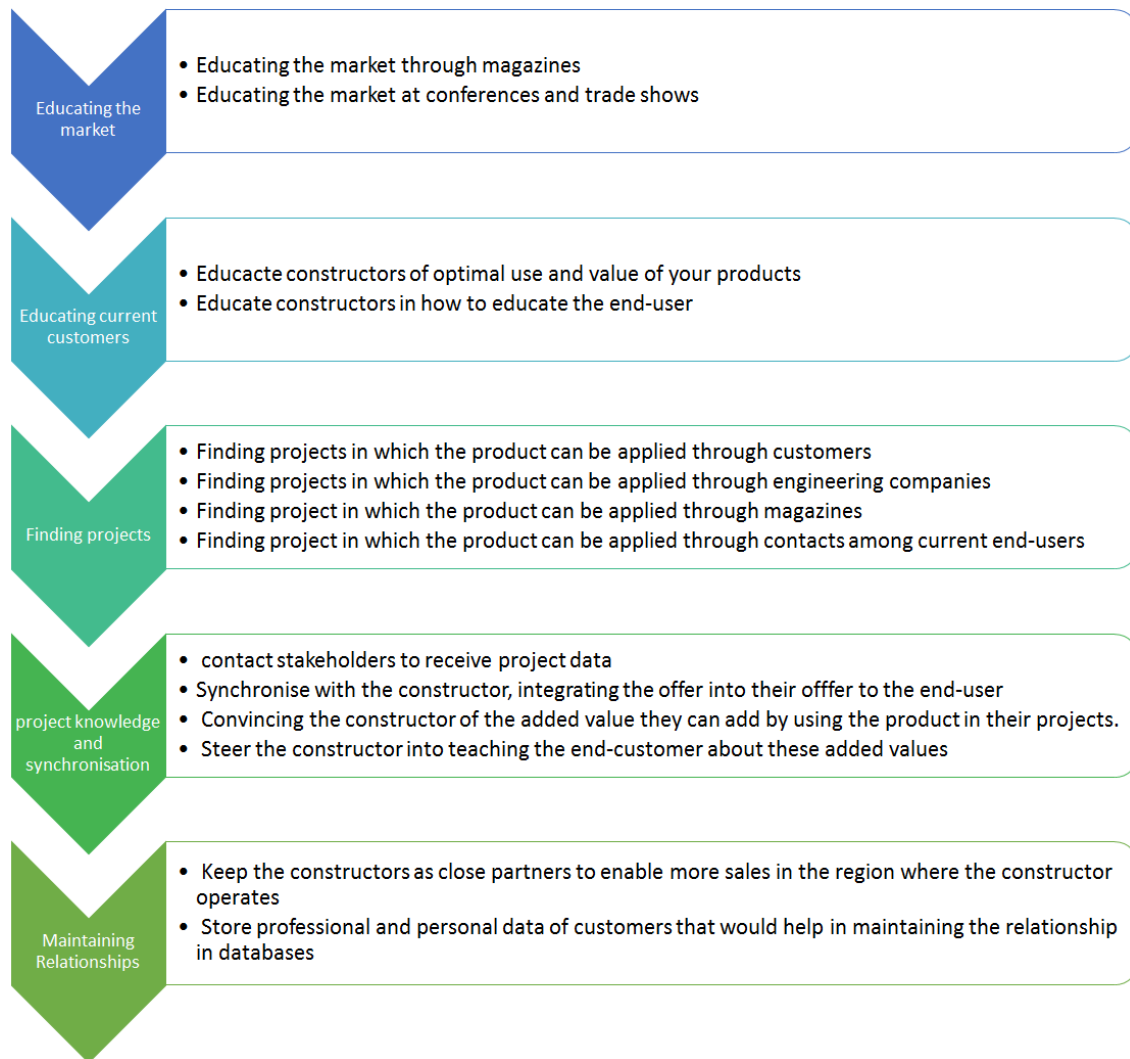 Educating the
market
• Educating the market through magazines
• Educating the market at conferences and trade shows
Educating current
customers
• Educacte constructors of optimal use and value of your products
• Educate constructors in how to educate the end-user
Finding projects
• Finding projects in which the product can be applied through customers
• Finding projects in which the product can be applied through engineering companies
• Finding project in which the product can be applied through magazines
• Finding project in which the product can be applied through contacts among current end-users
project knowledge
and
synchronisation
• contact stakeholders to receive project data
• Synchronise with the constructor, integrating the offer into their offfer to the end-user
• Convincing the constructor of the added value they can add by using the product in their projects.
• Steer the constructor into teaching the end-customer about these added values
Maintaining
Relationships
• Keep the constructors as close partners to enable more sales in the region where the constructor
operates
• Store professional and personal data of customers that would help in maintaining the relationship
in databases